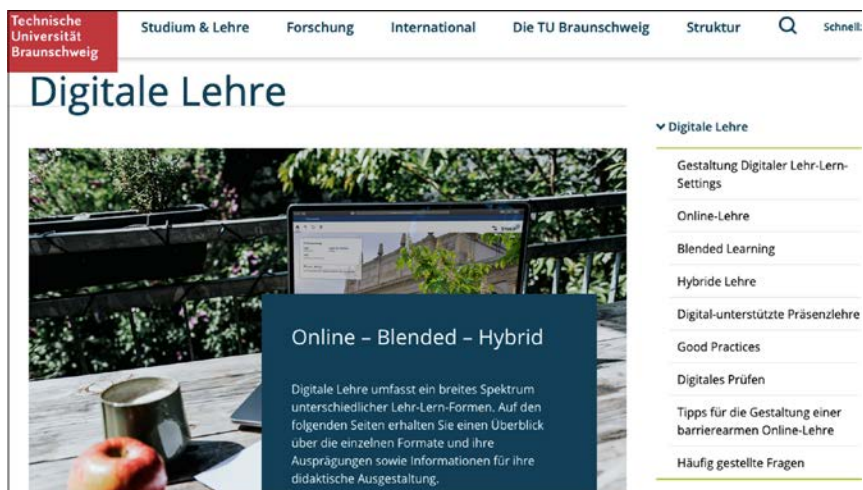 Technische
Universität
Braunschweig
Studium & Lehre
Forschung
International
Die TU Braunschweig
Struktur
Schnellz
Digitale Lehre
Online – Blended – Hybrid
Digitale Lehre umfasst ein breites Spektrum
unterschiedlicher Lehr-Lern-Formen. Auf den
folgenden Seiten erhalten Sie einen Überblick
über die einzelnen Formate und ihre
Ausprägungen sowie Informationen für ihre
didaktische Ausgestaltung.
Digitale Lehre
Gestaltung Digitaler Lehr-Lern-
Settings
Online-Lehre
Blended Learning
Hybride Lehre
Digital-unterstützte Präsenzlehre
Good Practices
Digitales Prüfen
Tipps für die Gestaltung einer
barrierearmen Online-Lehre
Häufig gestellte Fragen